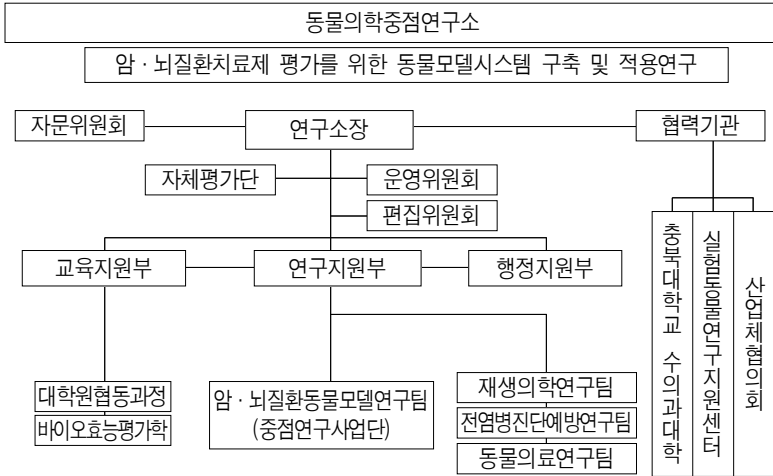 동물의학중점연구소
암·뇌질환치료제 평가를 위한 동물모델시스템 구축 및 적용연구
자문위원회
연구소장
협력기관
자체평가단
운영위원회
편집위원회
교육지원부
연구지원부
행정지원부
충북대학교 수의과대학
실험동물연구지원센터
산업체협의회
대학원협동과정
바이오효능평가학
암·뇌질환동물모델연구팀
(중점연구사업단)
재생의학연구팀
전염병진단예방연구팀
동물의료연구팀